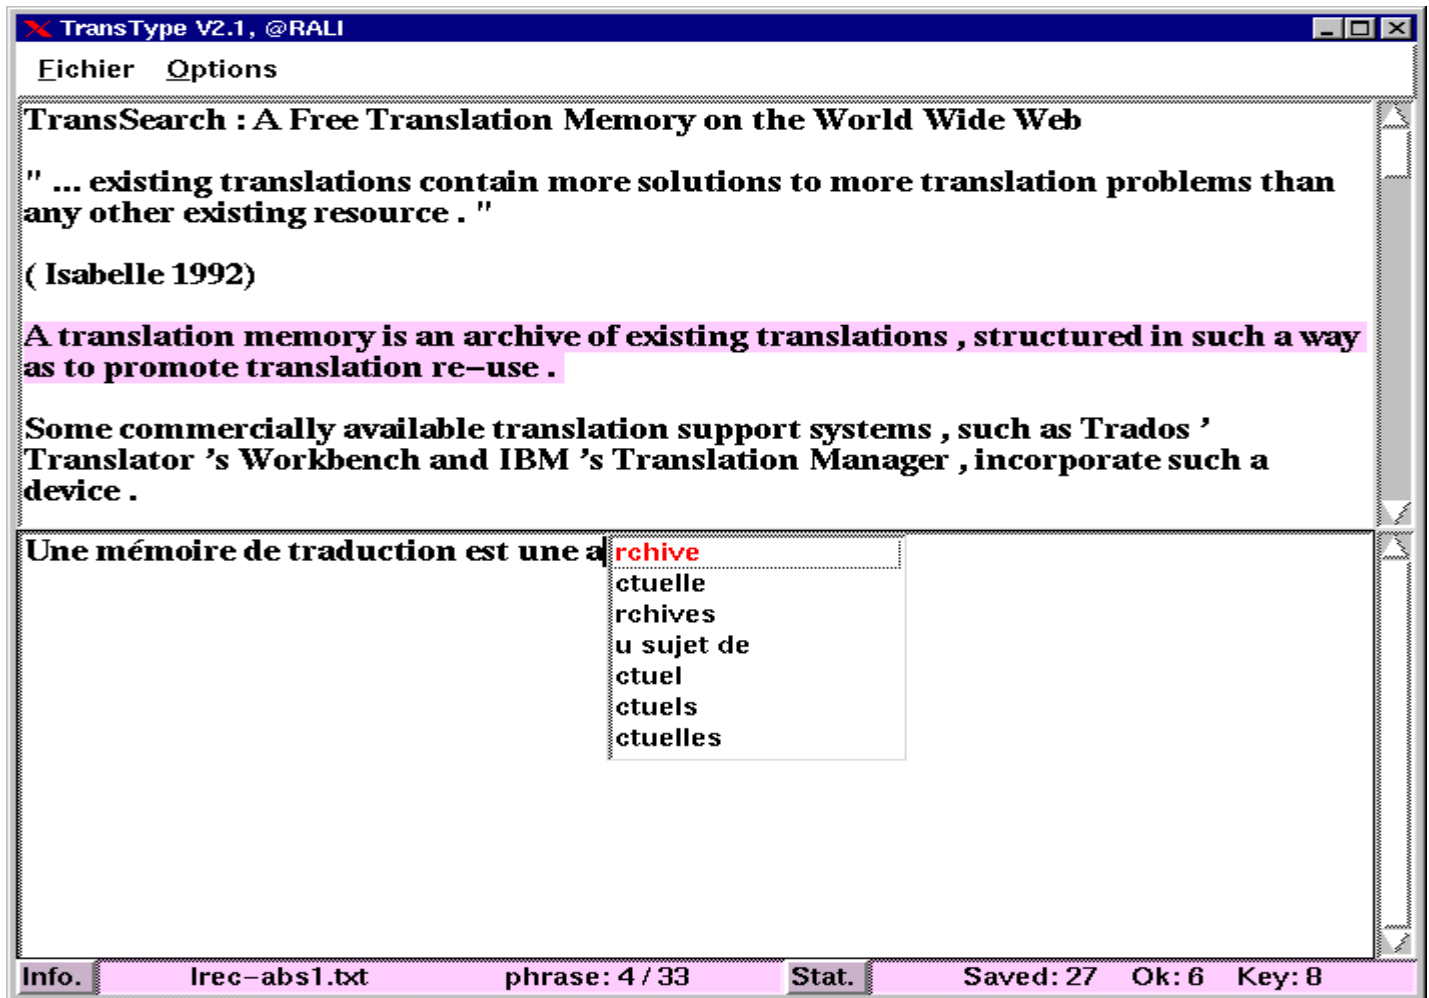 TransType V2.1, @RALI
Fichier Options
TransSearch : A Free Translation Memory on the World Wide Web
" ... existing translations contain more solutions to more translation problems than
any other existing resource . "
( Isabelle 1992)
A translation memory is an archive of existing translations , structured in such a way
as to promote translation re–use .
Some commercially available translation support systems , such as Trados ’
Translator ’s Workbench and IBM ’s Translation Manager , incorporate such a
device .
Une mémoire de traduction est une a rchive
ctuelle
rchives
u sujet de
ctuel
ctuels
ctuelles
Info. lrec–abs1.txt phrase: 4 / 33 Stat. Saved: 27 Ok: 6 Key: 8